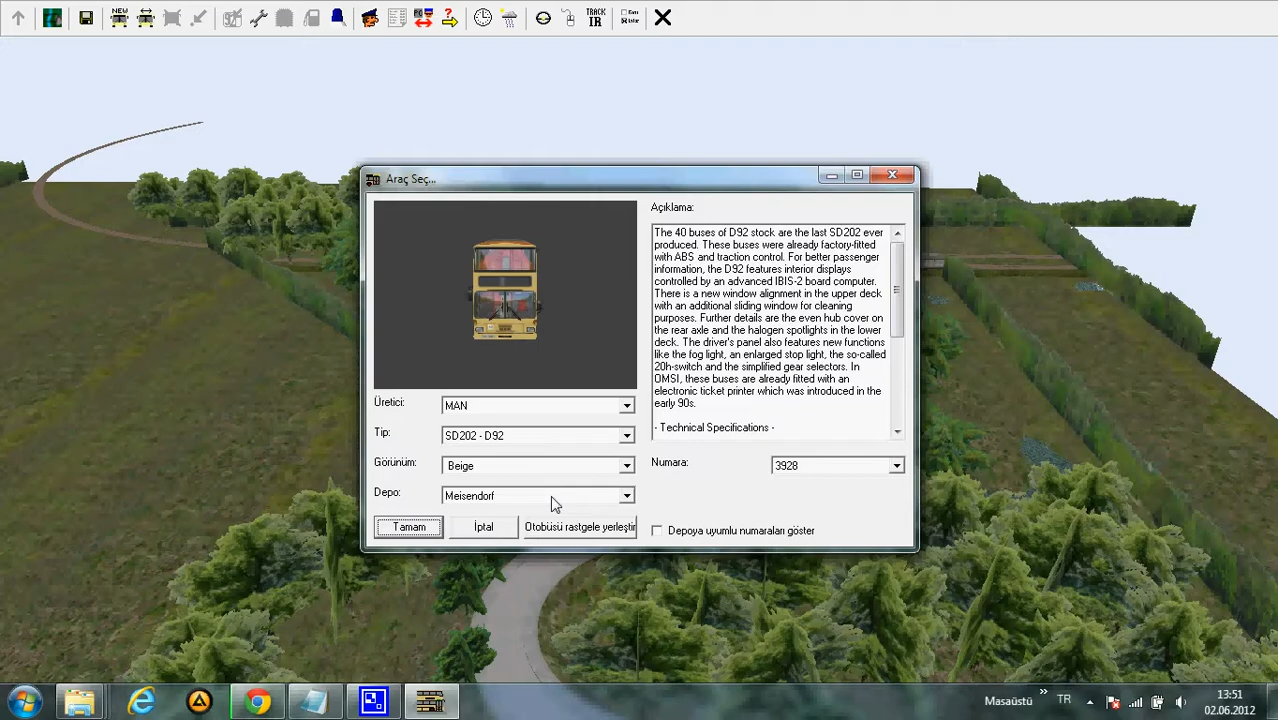 NEW
TRACK
IR
Araç Seç...
Açıklama:
The 40 buses of D92 stock are the last SD202 ever
produced. These buses were already factory-fitted
with ABS and traction control. For better passenger
information, the D92 features interior displays
controlled by an advanced IBIS-2 board computer.
There is a new window alignment in the upper deck
with an additional sliding window for cleaning
purposes. Further details are the even hub cover on
the rear axle and the halogen spotlights in the lower
deck. The driver's panel also features new functions
like the fog light, an enlarged stop light, the so-called
20h-switch and the simplified gear selectors. In
OMSI, these buses are already fitted with an
electronic ticket printer which was introduced in the
early 90s.
- Technical Specifications -
Üretici:
MAN
Tip:
SD202 - D92
Görünüm:
Beige
Numara:
3928
Depo:
Meisendorf
Tamam
İptal
Otobüsü rastgele yerleştir
Depoya uyumlu numaraları göster
Masaüstü
TR
13:51
02.06.2012